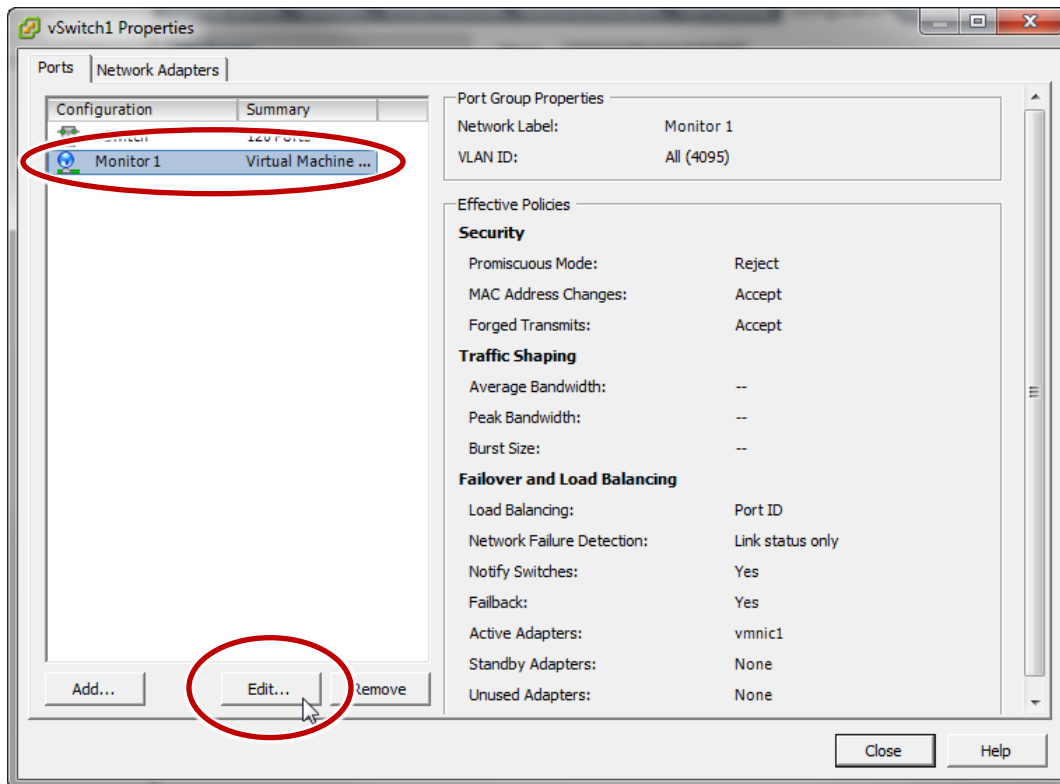 vSwitch1 Properties
Ports
Network Adapters
Configuration Summary
Monitor 1 Virtual Machine ...
Add... Edit... Remove
Port Group Properties
Network Label: Monitor 1
VLAN ID: All (4095)
Effective Policies
Security
Promiscuous Mode: Reject
MAC Address Changes: Accept
Forged Transmits: Accept
Traffic Shaping
Average Bandwidth: --
Peak Bandwidth: --
Burst Size: --
Failover and Load Balancing
Load Balancing: Port ID
Network Failure Detection: Link status only
Notify Switches: Yes
Failback: Yes
Active Adapters: vmnic1
Standby Adapters: None
Unused Adapters: None
Close Help